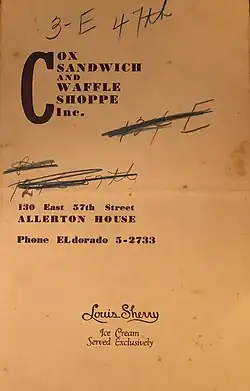 3-E 47th
COX
SANDWICH
AND
WAFFLE
SHOPPE
Inc.
134 E
130 East 57th Street
ALLERTON HOUSE
Phone ELdorado 5-2733
Louis Sherry
Ice Cream
Served Exclusively